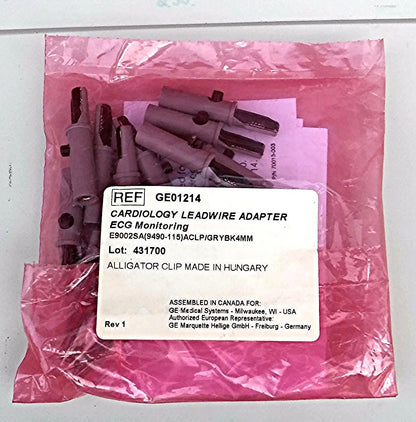 REF GE01214
CARDIOLOGY LEADWIRE ADAPTER
ECG Monitoring
E9002SA(9490-115)ACLP/GRYBK4MM
Lot: 431700
ALLIGATOR CLIP MADE IN HUNGARY
ASSEMBLED IN CANADA FOR:
GE Medical Systems - Milwaukee, WI - USA
Authorized European Representative:
Rev 1 GE Marquette Hellige GmbH - Freiburg - Germany